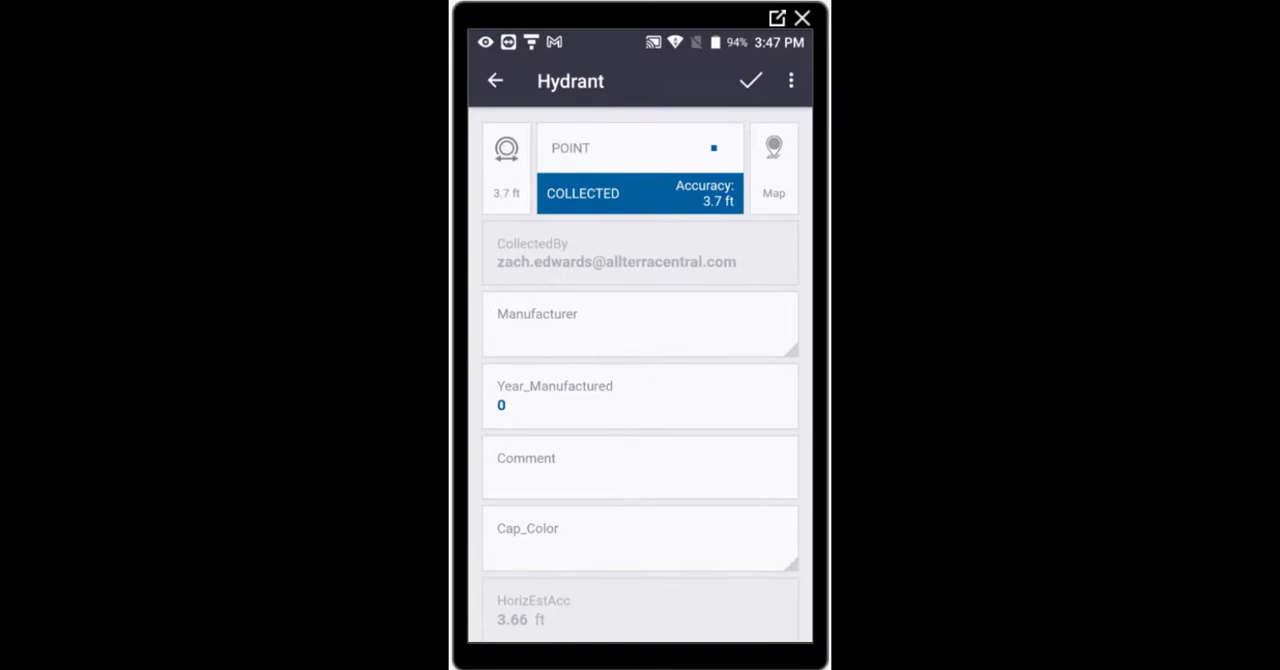 94% 3:47 PM
Hydrant
POINT
3.7 ft
COLLECTED
Accuracy:
3.7 ft
Map
CollectedBy
zach.edwards@allterracentral.com
Manufacturer
Year_Manufactured
0
Comment
Cap_Color
HorizEstAcc
3.66 ft